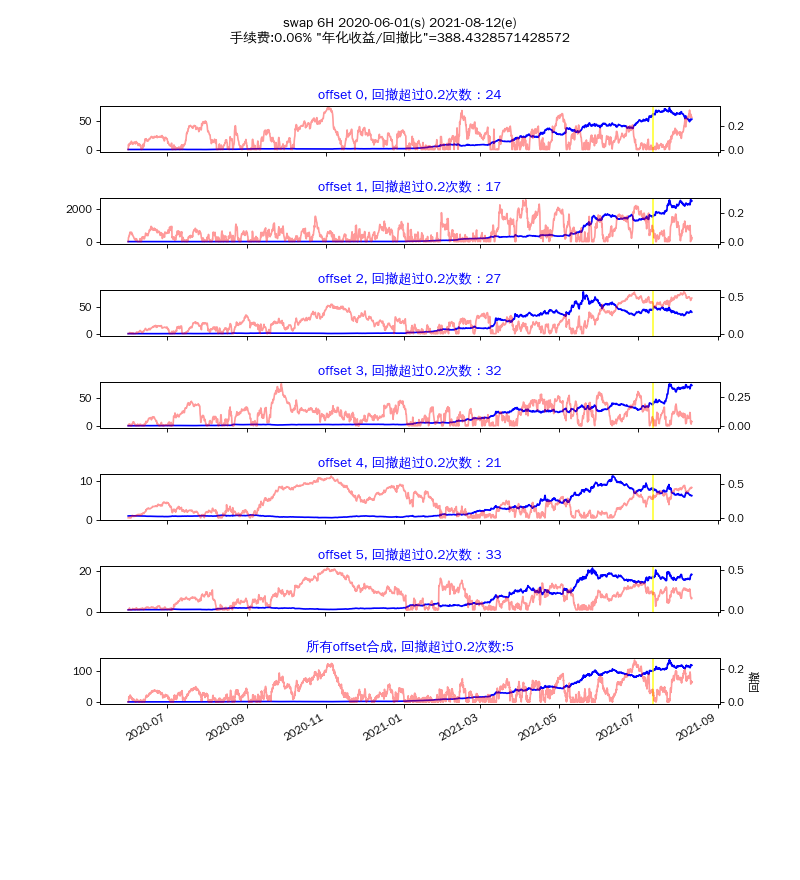 swap 6H 2020-06-01(s) 2021-08-12(e)
手续费:0.06% "年化收益/回撤比"=388.4328571428572
offset 0, 回撤超过0.2次数：24
50
0
0.2
0.0
offset 1, 回撤超过0.2次数：17
2000
0
0.2
0.0
offset 2, 回撤超过0.2次数：27
50
0
0.5
0.0
offset 3, 回撤超过0.2次数：32
50
0
0.25
0.00
offset 4, 回撤超过0.2次数：21
10
0
0.5
0.0
offset 5, 回撤超过0.2次数：33
20
0
0.5
0.0
所有offset合成, 回撤超过0.2次数:5
100
0
0.2
0.0
回撤
2020-07 2020-09 2020-11 2021-01 2021-03 2021-05 2021-07 2021-09